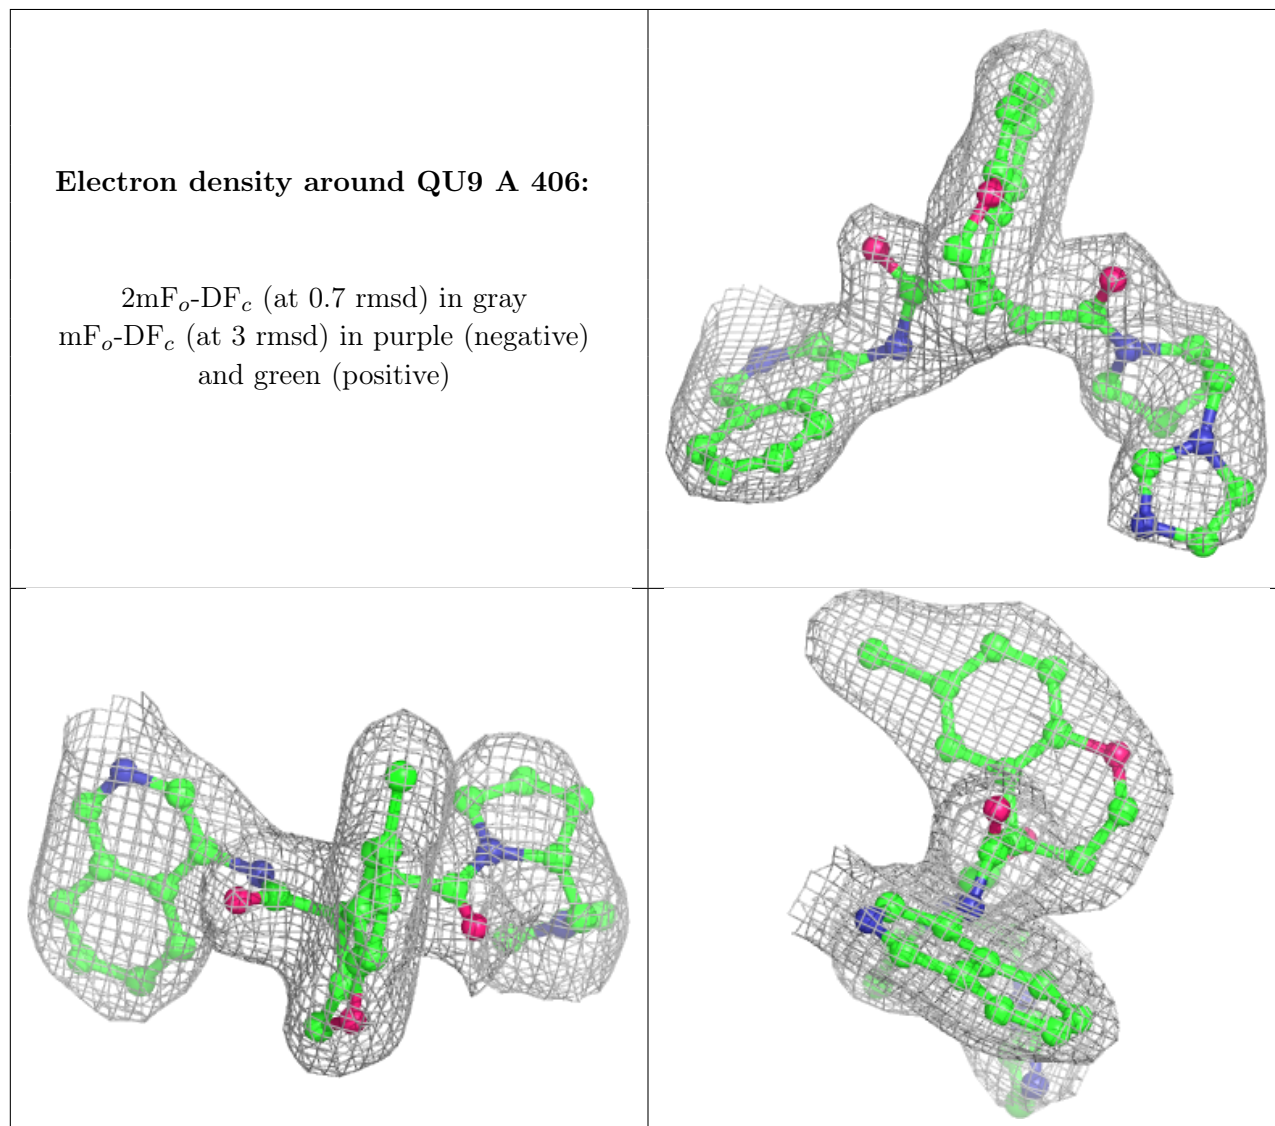 Electron density around QU9 A 406:
2mFo-DFc (at 0.7 rmsd) in gray
mFo-DFc (at 3 rmsd) in purple (negative)
and green (positive)